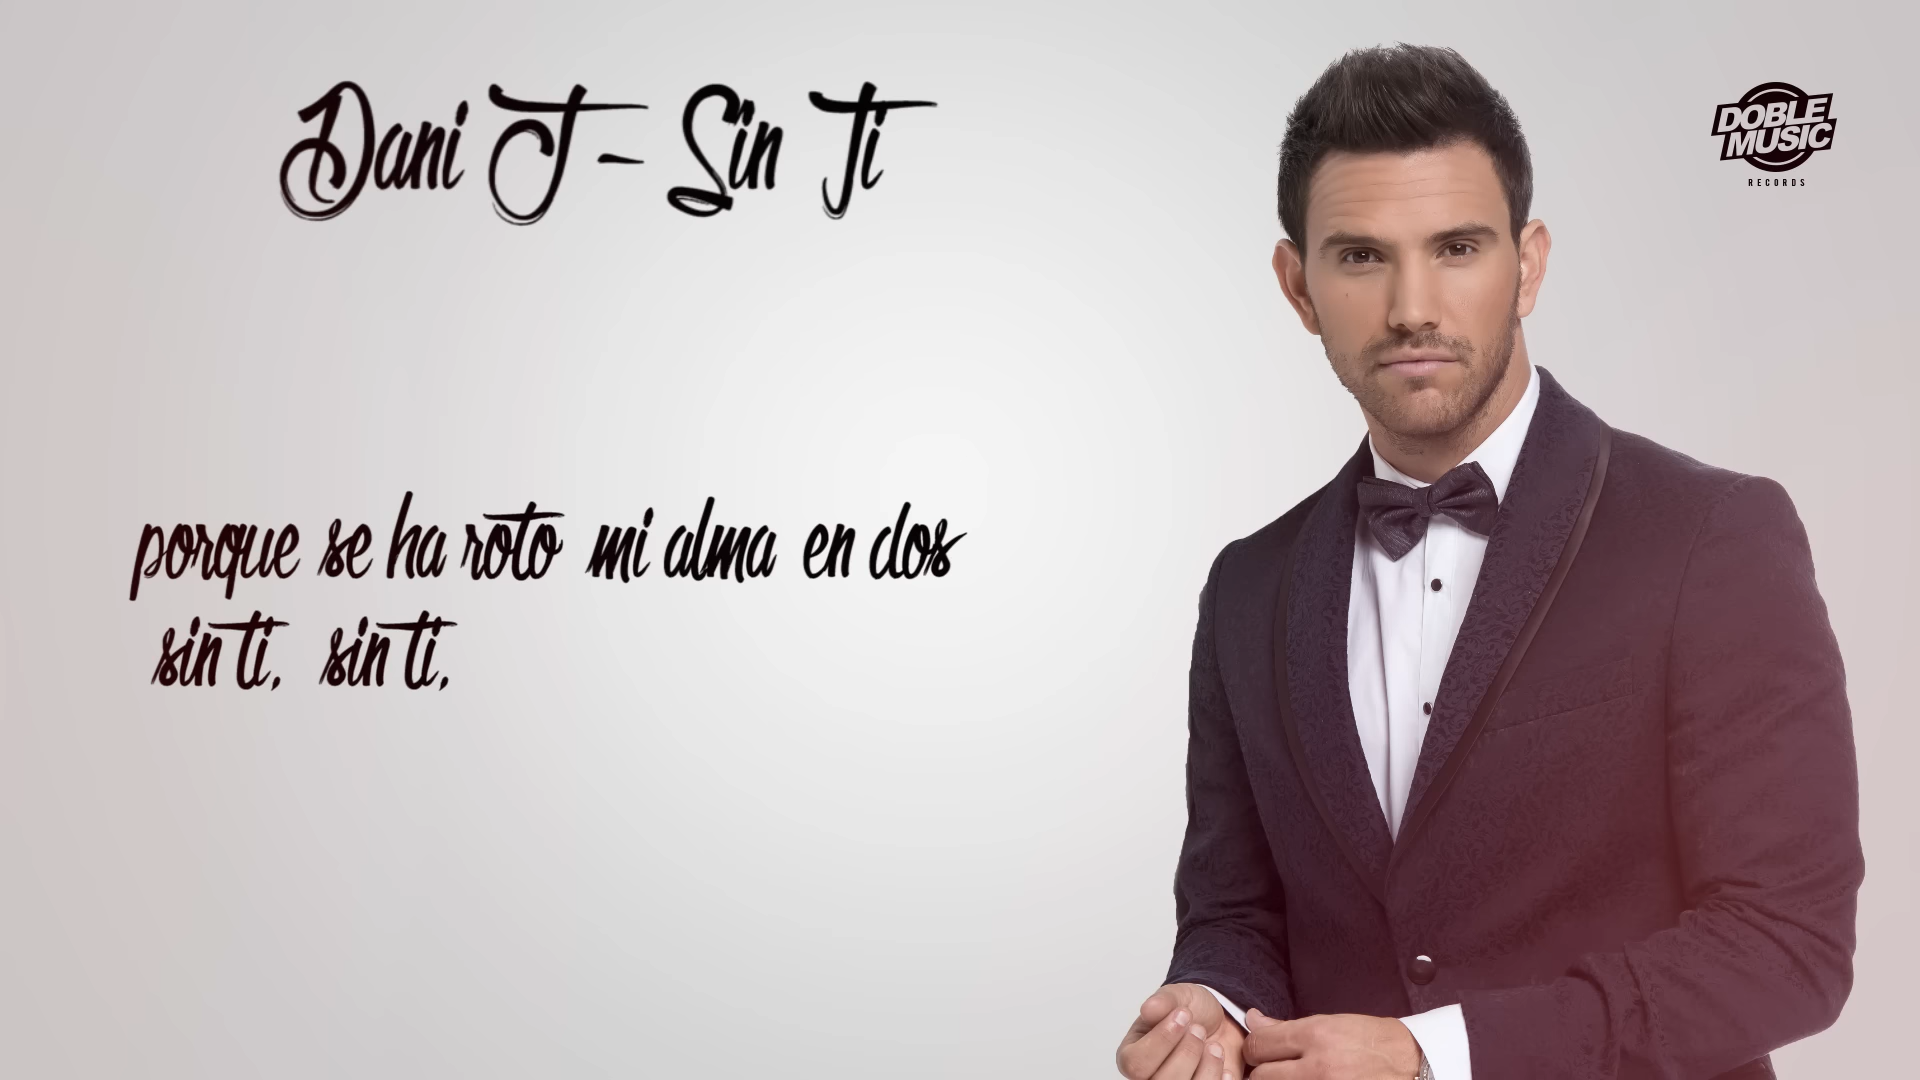 Dani J - Sin Ti
DOBLE
MUSIC
RECORDS
porque se ha roto mi alma en dos
sin ti, sin ti,